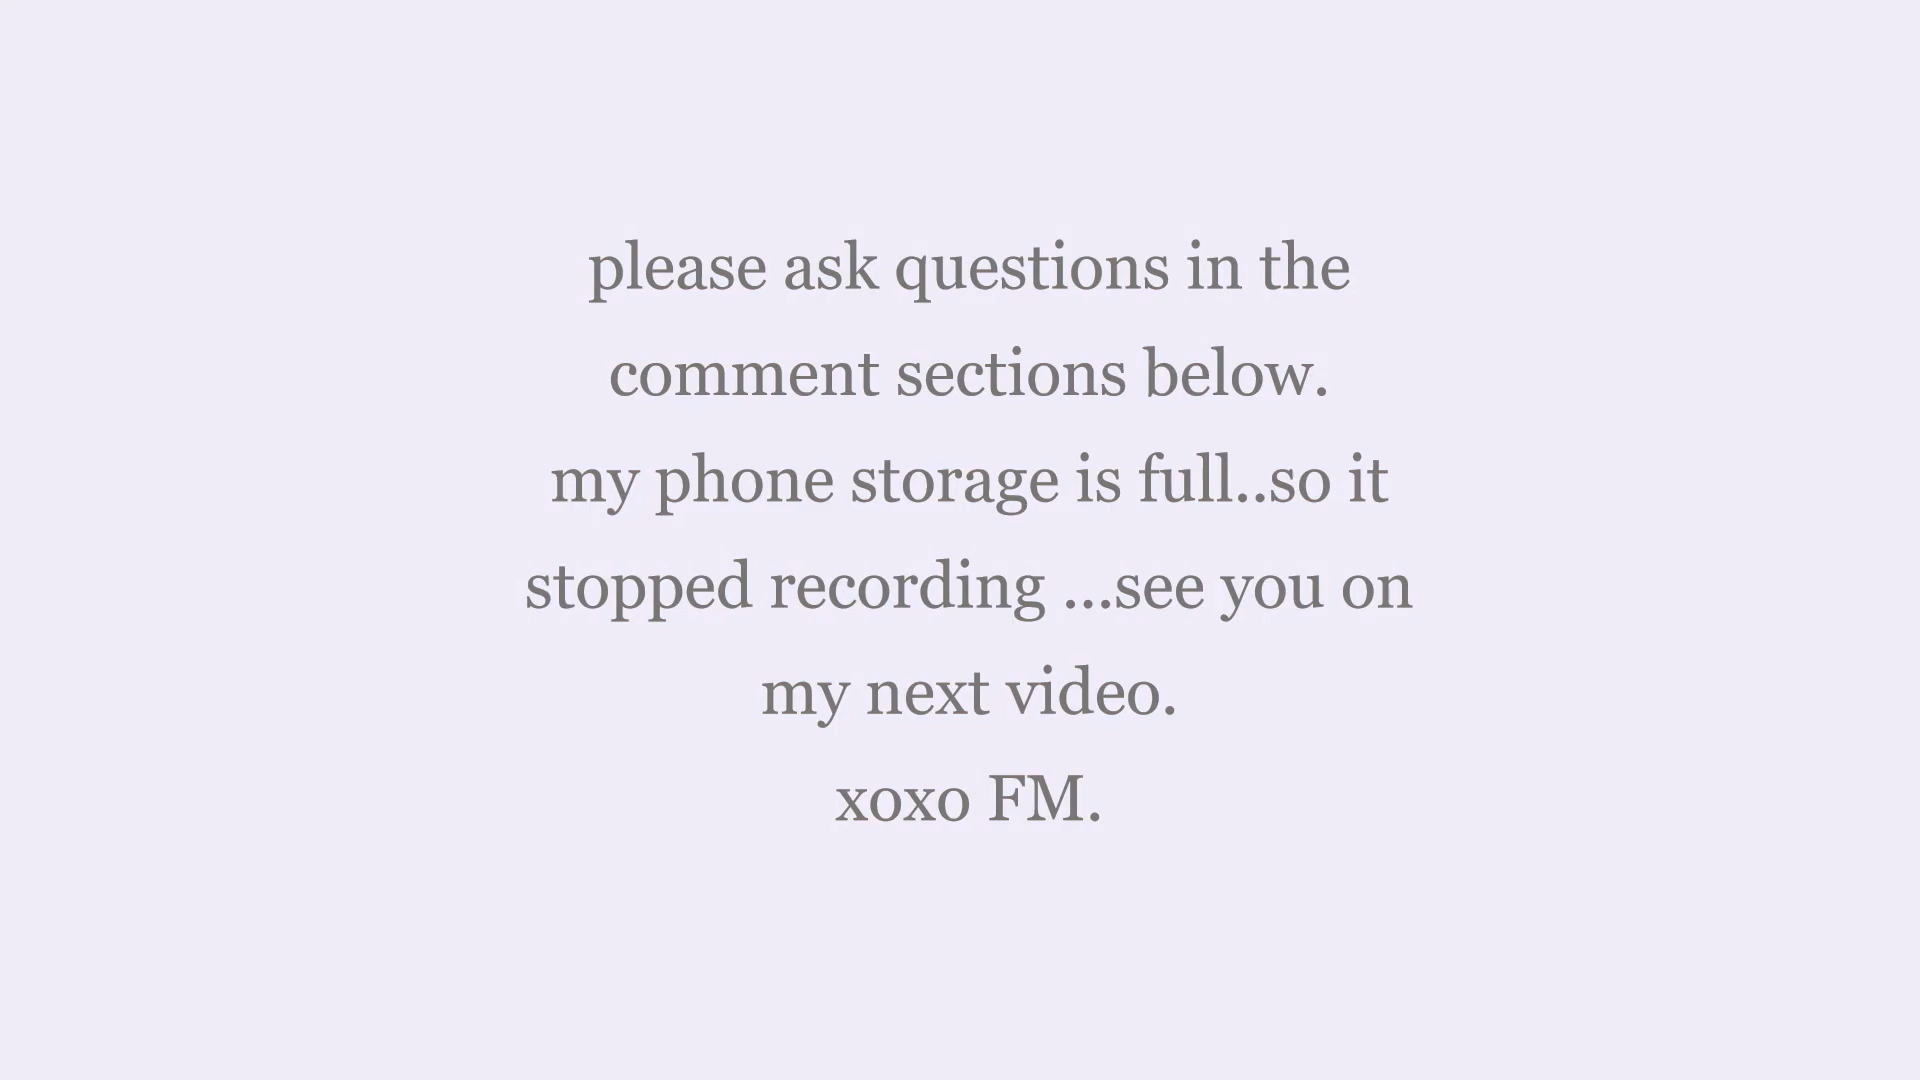 please ask questions in the
comment sections below.
my phone storage is full..so it
stopped recording ...see you on
my next video.
xoxo FM.